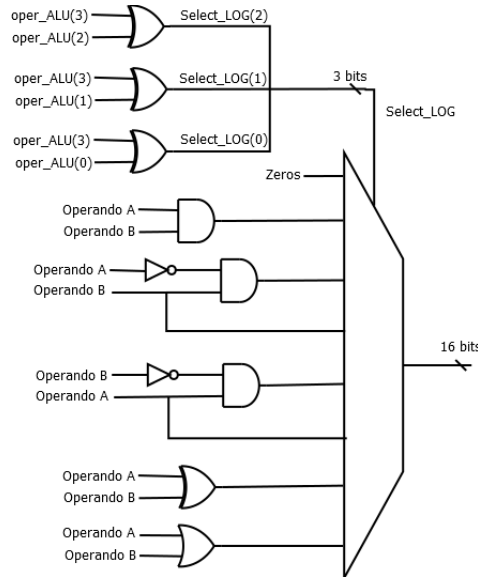 oper_ALU(3)
Select_LOG(2)
oper_ALU(2)
oper_ALU(3)
Select_LOG(1)
3 bits
oper_ALU(1)
Select_LOG
oper_ALU(3)
Select_LOG(0)
oper_ALU(0)
Zeros
Operando A
Operando B
Operando A
Operando B
16 bits
Operando B
Operando A
Operando A
Operando B
Operando A
Operando B